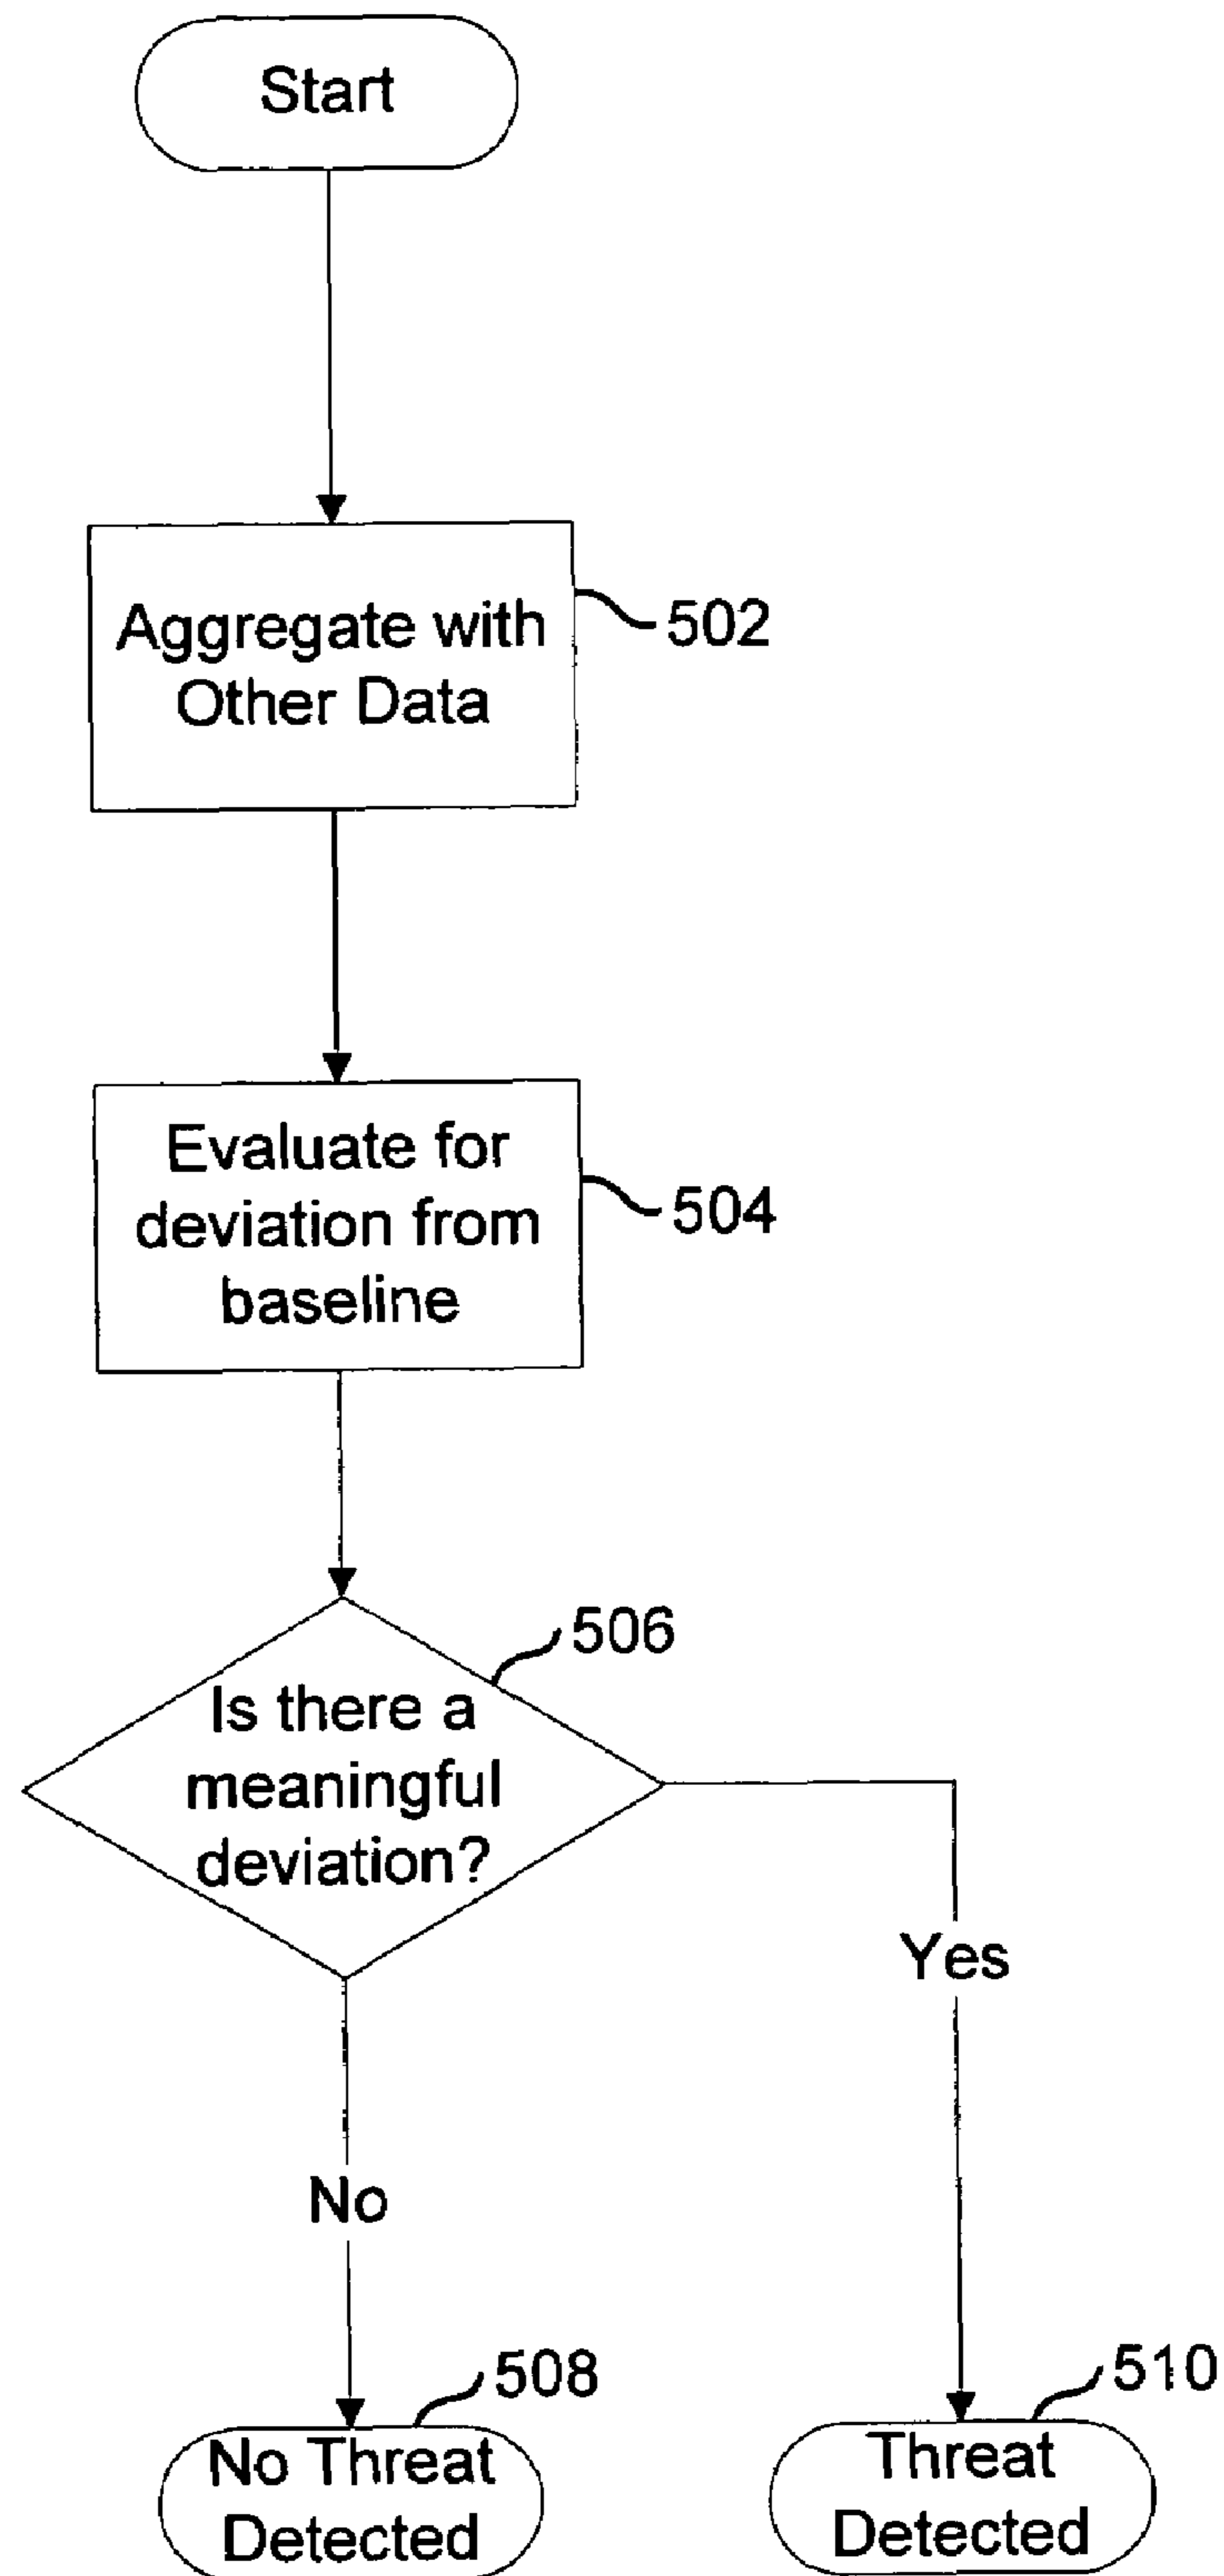 Start
Aggregate with
Other Data
502
Evaluate for
deviation from
baseline
504
506
Is there a
meaningful
deviation?
Yes
No
508
No Threat
Detected
510
Threat
Detected